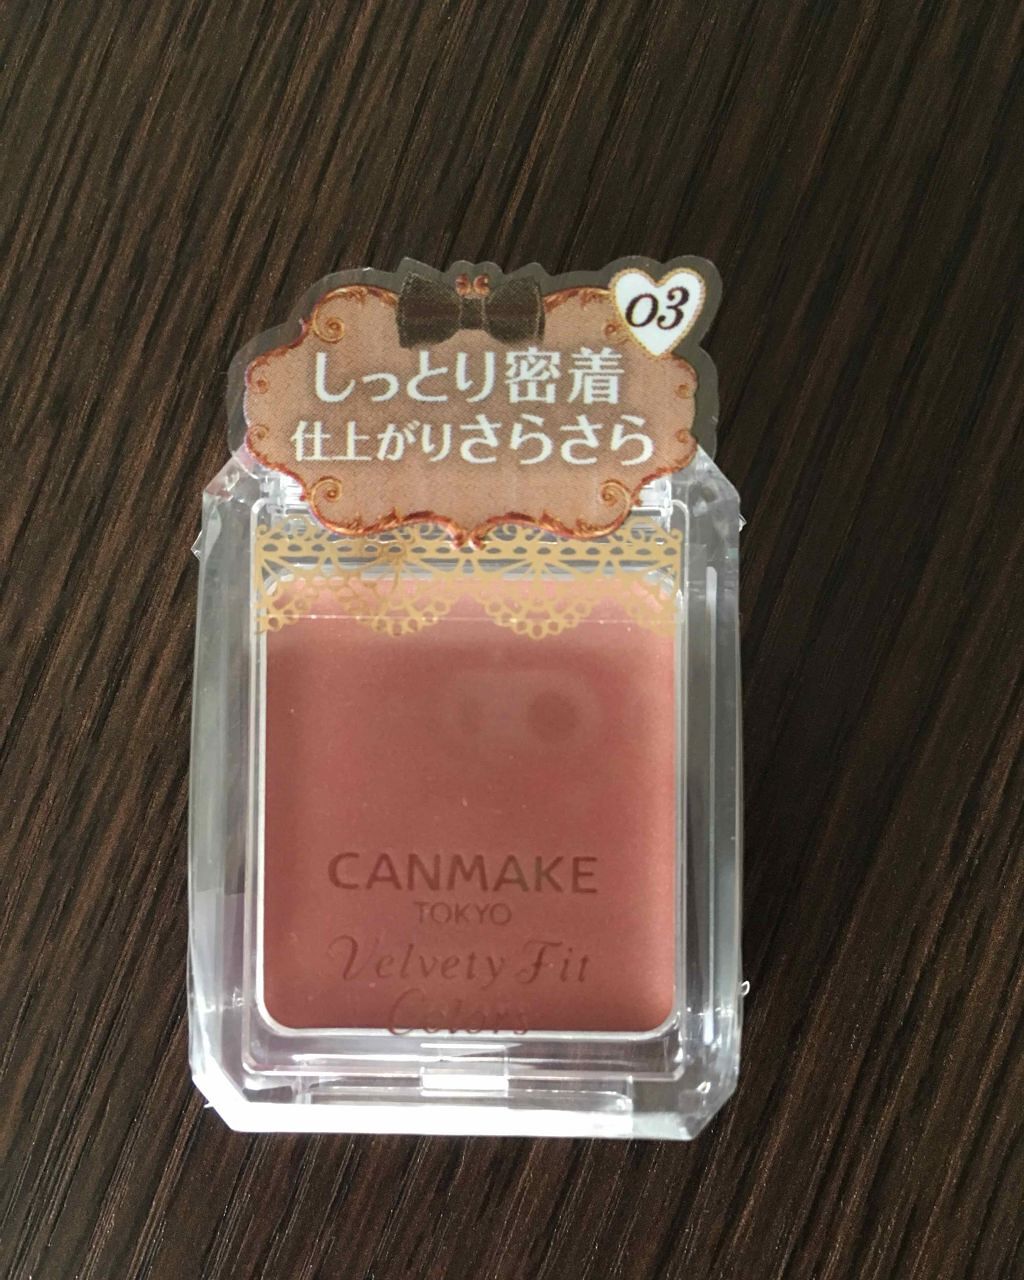 03
しっとり密着
仕上がりさらさら
CANMAKE
TOKYO
Velvety Fit
Colors